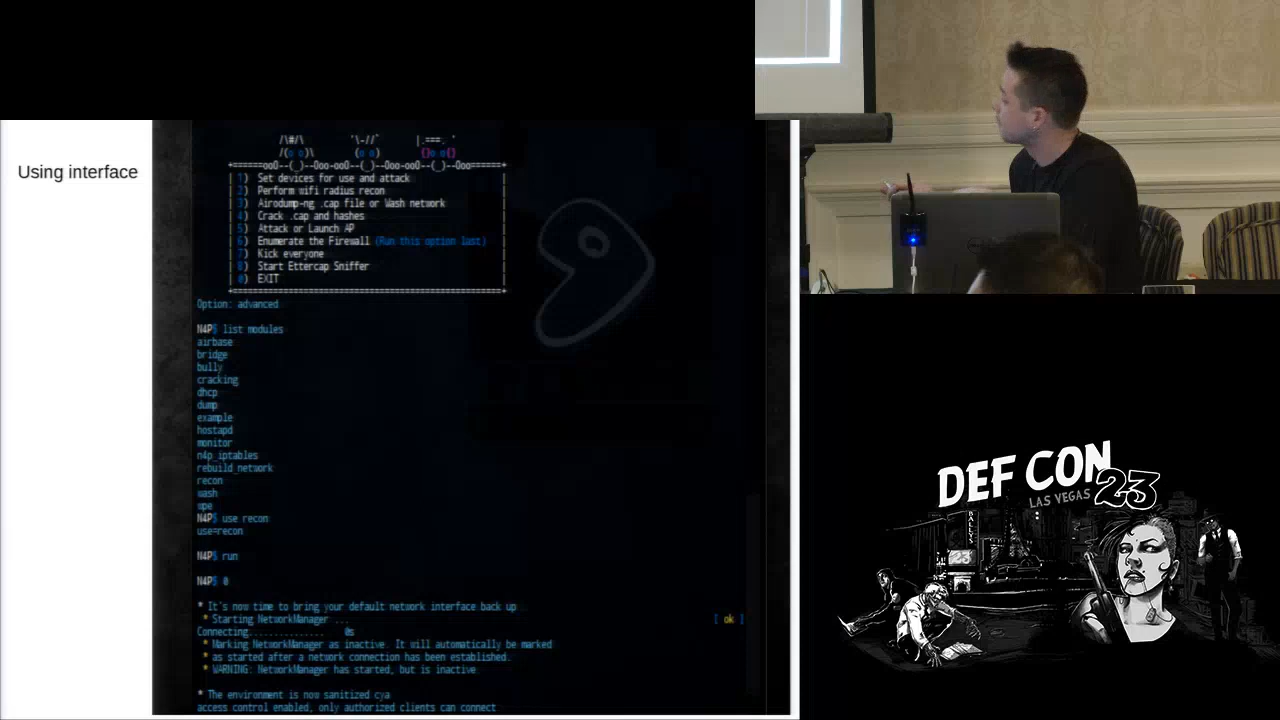 Using interface
1) Set devices for use and attack
2) Perform wifi radius recon
3) Airodump-ng .cap file or Wash network
4) Crack .cap and hashes
5) Attack or Launch AP
6) Enumerate the Firewall (Run this option last)
7) Kick everyone
8) Start Ettercap Sniffer
0) EXIT
Option: advanced
N4P$ list modules
airbase
bridge
bully
cracking
dhcp
dump
example
hostapd
monitor
n4p_iptables
rebuild_network
recon
wash
wpe
N4P$ use recon
use=recon
N4P$ run
N4P$ 0
* It's now time to bring your default network interface back up
* Starting NetworkManager ... [ ok ]
Connecting............... 0s
* Marking NetworkManager as inactive. It will automatically be marked
* as started after a network connection has been established.
* WARNING: NetworkManager has started, but is inactive
* The environment is now sanitized cya
access control enabled, only authorized clients can connect
DEF CON
LAS VEGAS 23
BALLYS
23